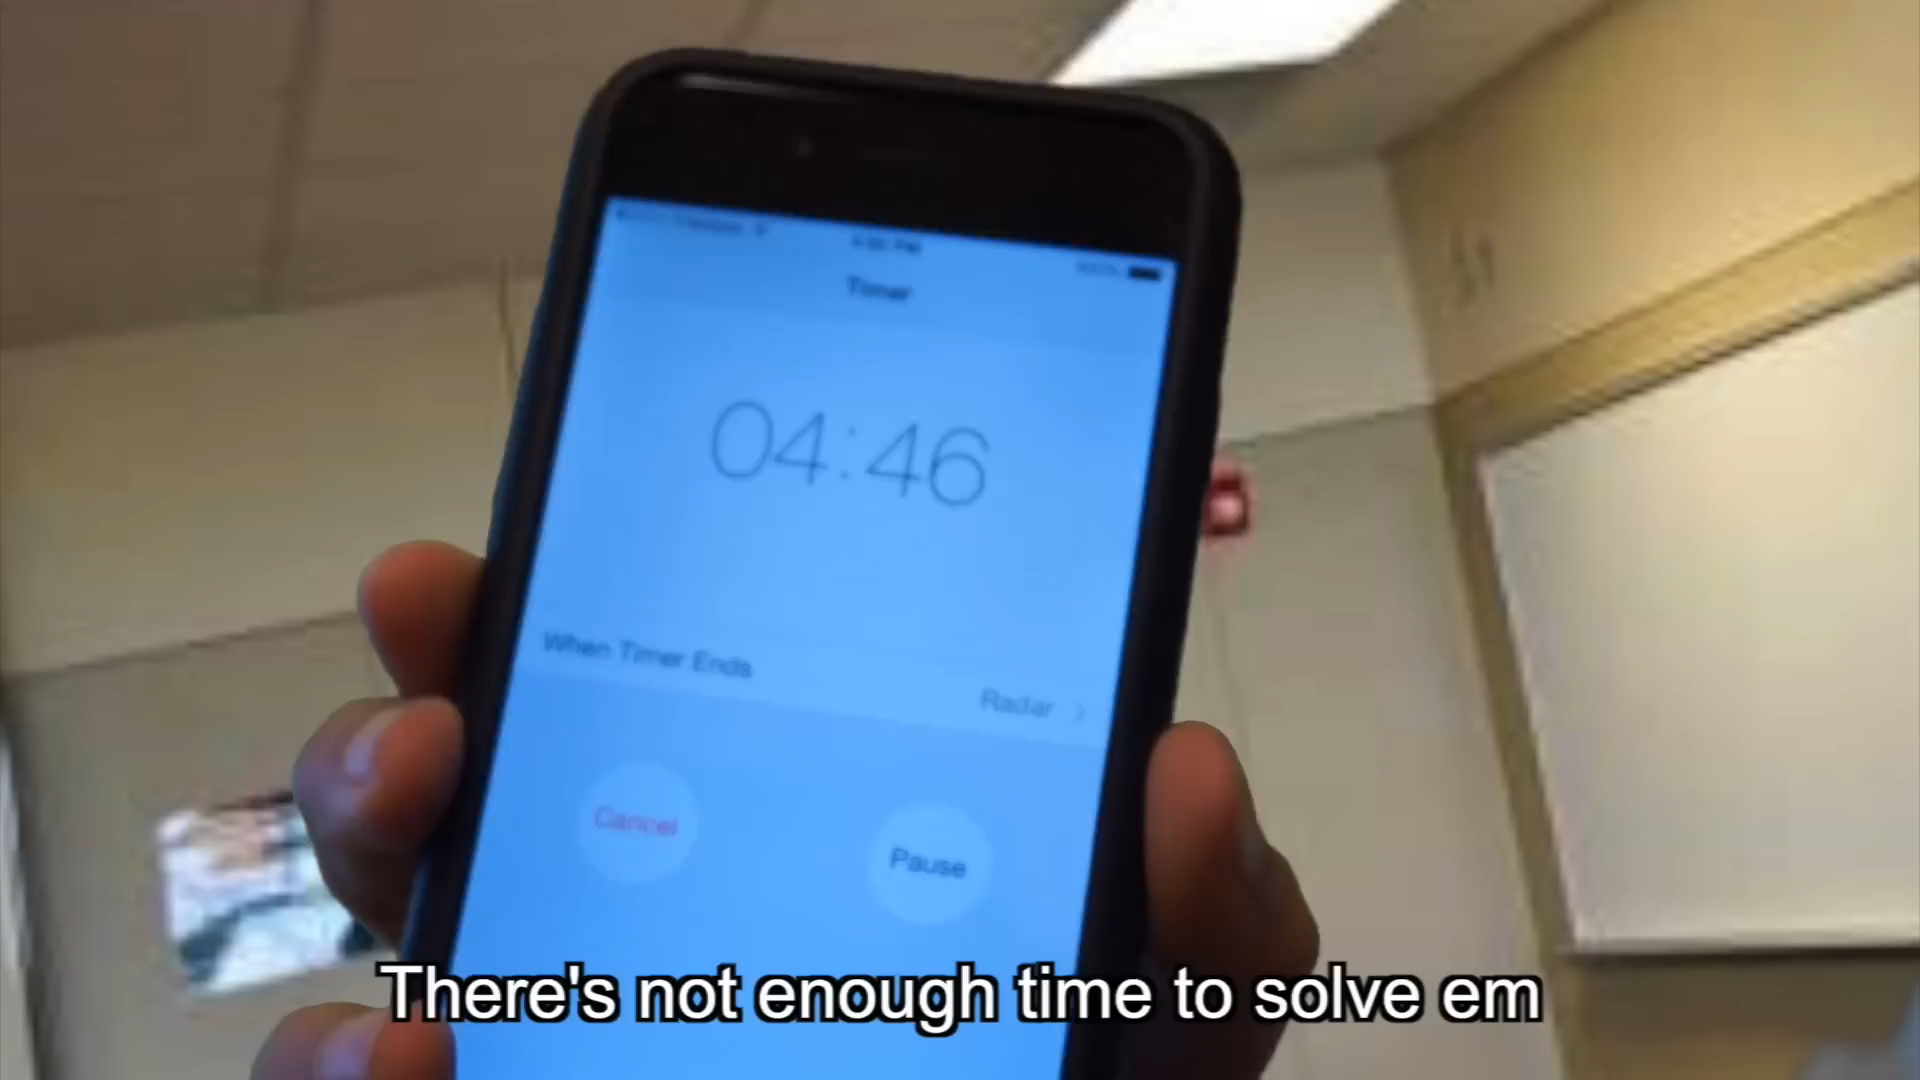 Timer
04:46
When Timer Ends
Radar >
Cancel
Pause
There's not enough time to solve em